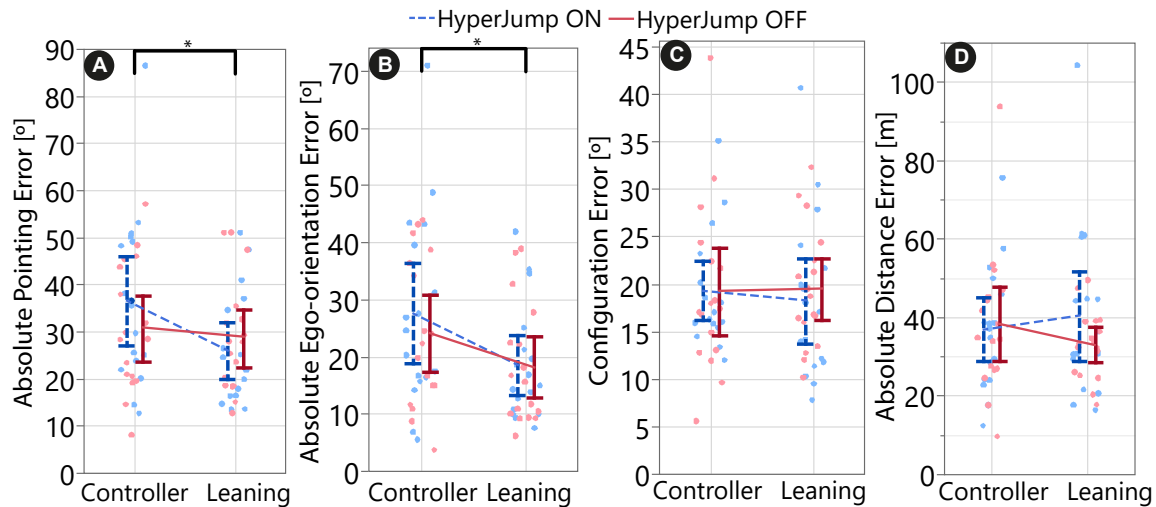 HyperJump ON HyperJump OFF
A
*
Absolute Pointing Error [º]
90
80
70
60
50
40
30
20
10
0
Controller Leaning
B
*
Absolute Ego-orientation Error [º]
70
60
50
40
30
20
10
0
Controller Leaning
C
Configuration Error [º]
45
40
35
30
25
20
15
10
5
0
Controller Leaning
D
Absolute Distance Error [m]
100
80
60
40
20
0
Controller Leaning